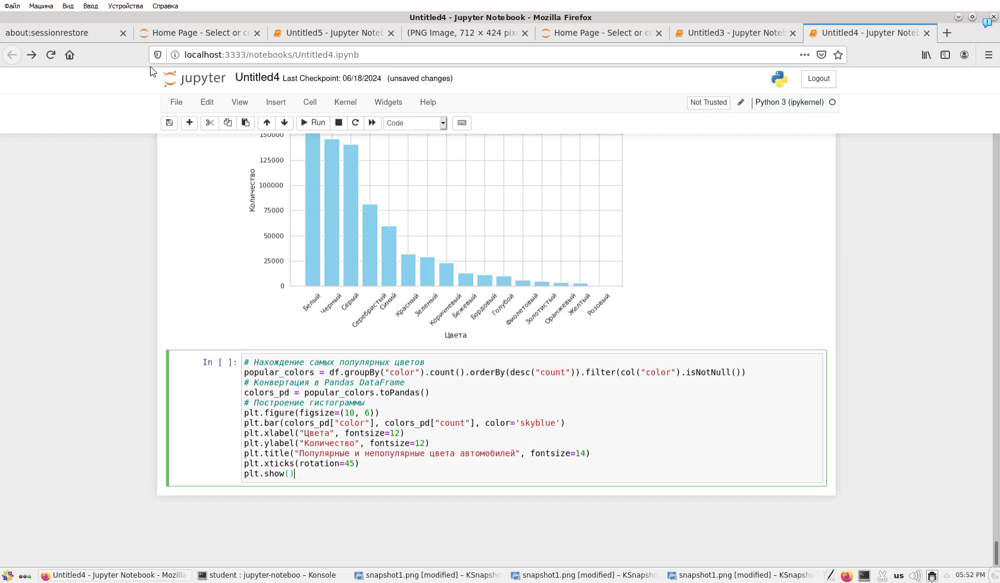 Файл Машина Вид Ввод Устройства Справка
Untitled4 - Jupyter Notebook - Mozilla Firefox
about:sessionrestore Home Page - Select or cr Untitled5 - Jupyter Noteb (PNG Image, 712 × 424 pixe Home Page - Select or cr Untitled3 - Jupyter Noteb Untitled4 - Jupyter Noteb
localhost:3333/notebooks/Untitled4.ipynb
jupyter Untitled4 Last Checkpoint: 06/18/2024 (unsaved changes) Logout
File Edit View Insert Cell Kernel Widgets Help Not Trusted Python 3 (ipykernel)
Run Code
150000
125000
100000
75000
50000
25000
0
Количество
Белый Черный Серый Серебристый Синий Красный Зеленый Коричневый Бежевый Бордовый Голубой Фиолетовый Золотистый Оранжевый Желтый Розовый
Цвета
In [ ]: # Нахождение самых популярных цветов
popular_colors = df.groupBy("color").count().orderBy(desc("count")).filter(col("color").isNotNull())
# Конвертация в Pandas DataFrame
colors_pd = popular_colors.toPandas()
# Построение гистограммы
plt.figure(figsize=(10, 6))
plt.bar(colors_pd["color"], colors_pd["count"], color='skyblue')
plt.xlabel("Цвета", fontsize=12)
plt.ylabel("Количество", fontsize=12)
plt.title("Популярные и непопулярные цвета автомобилей", fontsize=14)
plt.xticks(rotation=45)
plt.show()
Untitled4 - Jupyter Notebook - Mozilla student : jupyter-noteboo – Konsole snapshot1.png [modified] – KSnapsho snapshot1.png [modified] – KSnapsho snapshot1.png [modified] – KSnapsho us 05:52 PM